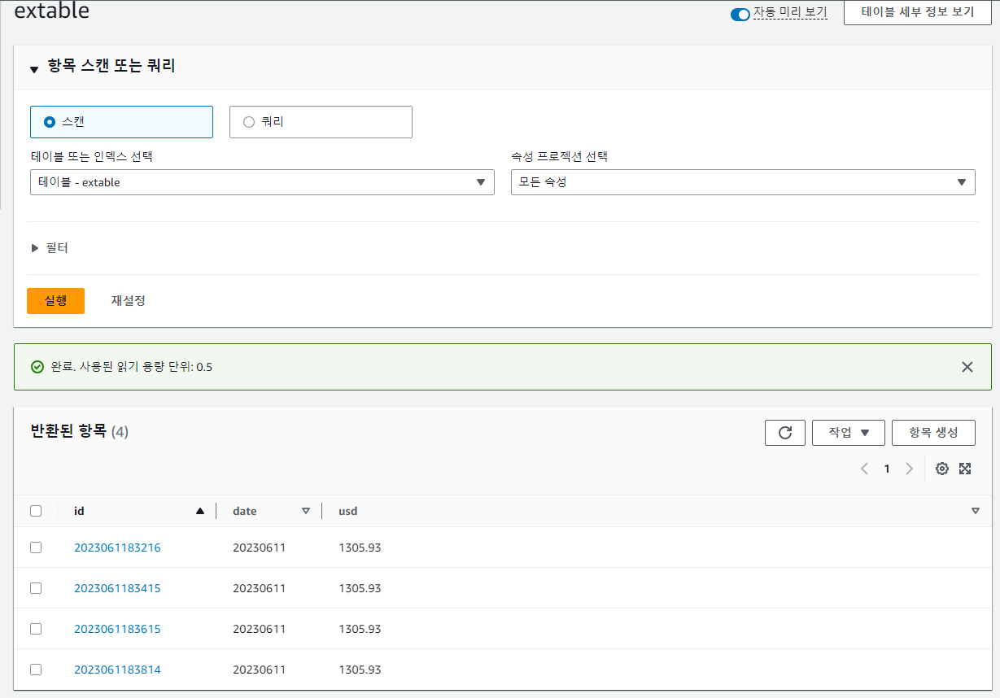 extable
자동 미리 보기
테이블 세부 정보 보기
항목 스캔 또는 쿼리
스캔
쿼리
테이블 또는 인덱스 선택
속성 프로젝션 선택
테이블 - extable
모든 속성
필터
실행
재설정
완료. 사용된 읽기 용량 단위: 0.5
반환된 항목 (4)
작업
항목 생성
1
id date usd
2023061183216 20230611 1305.93
2023061183415 20230611 1305.93
2023061183615 20230611 1305.93
2023061183814 20230611 1305.93